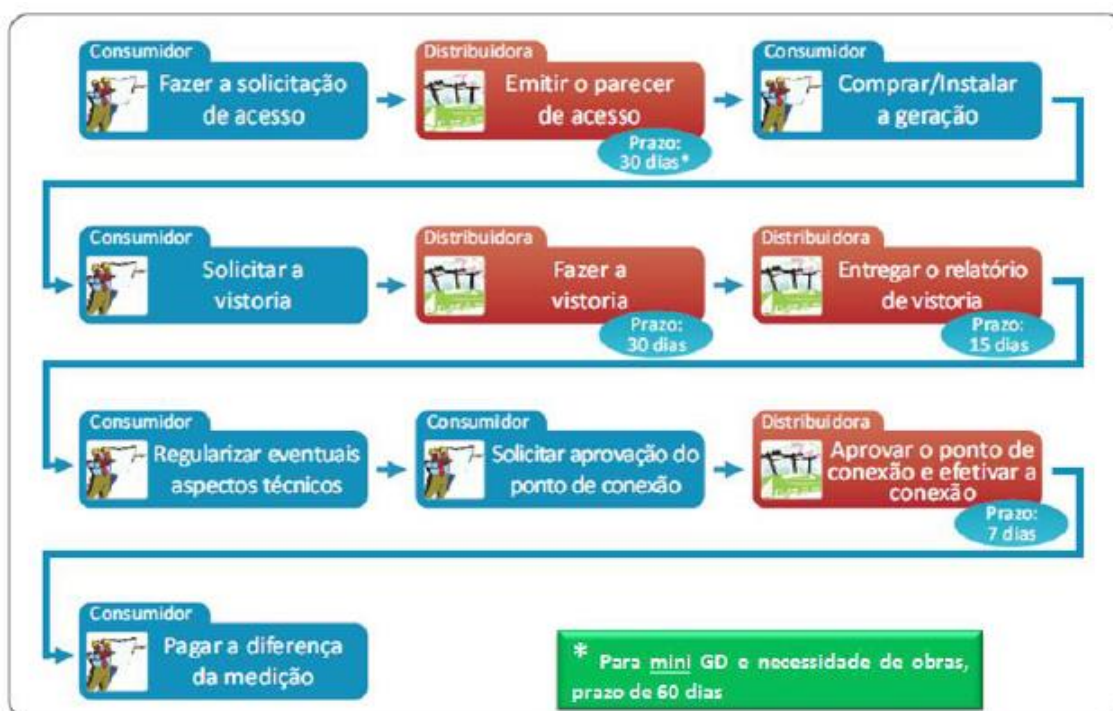 Consumidor
Fazer a solicitação
de acesso
Distribuidora
Emitir o parecer
de acesso
Prazo:
30 dias*
Consumidor
Comprar/Instalar
a geração
Consumidor
Solicitar a
vistoria
Distribuidora
Fazer a
vistoria
Prazo:
30 dias
Distribuidora
Entregar o relatório
de vistoria
Prazo:
15 dias
Consumidor
Regularizar eventuais
aspectos técnicos
Consumidor
Solicitar aprovação do
ponto de conexão
Distribuidora
Aprovar o ponto de
conexão e efetivar a
conexão
Prazo:
7 dias
Consumidor
Pagar a diferença
da medição
* Para mini GD e necessidade de obras,
prazo de 60 dias